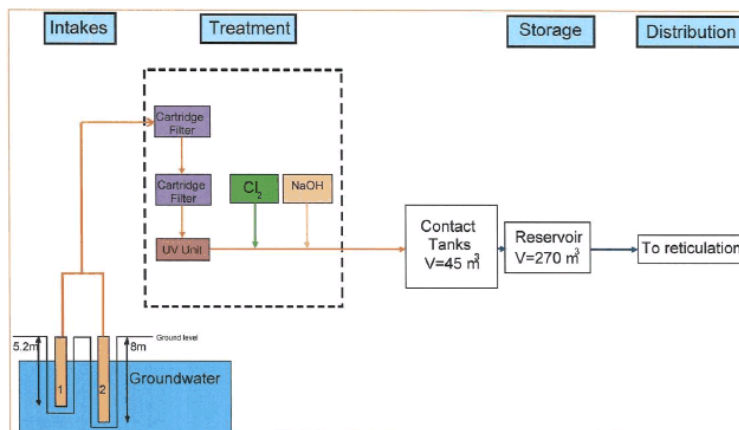 Intakes
Treatment
Storage
Distribution
Cartridge
Filter
Cartridge
Filter
Cl2
NaOH
UV Unit
Contact
Tanks
V=45 m3
Reservoir
V=270 m3
To reticulation
Ground level
5.2m
8m
Groundwater
1
2